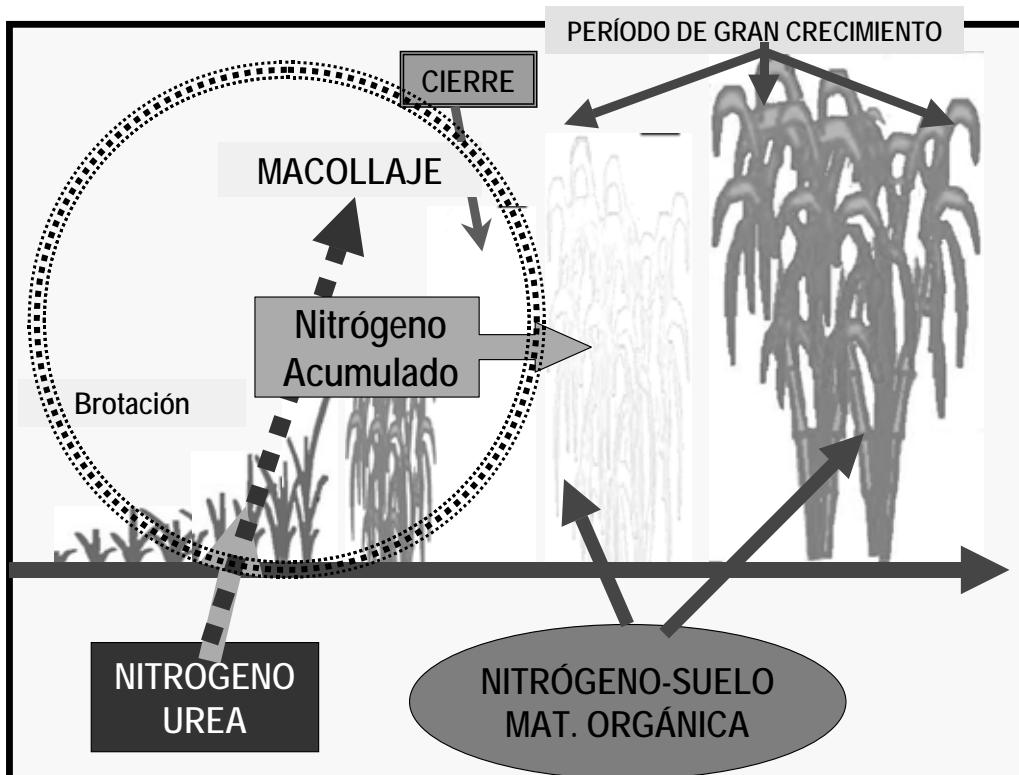 PERÍODO DE GRAN CRECIMIENTO
CIERRE
MACOLLAJE
Nitrógeno
Acumulado
Brotación
NITROGENO
UREA
NITRÓGENO-SUELO
MAT. ORGÁNICA